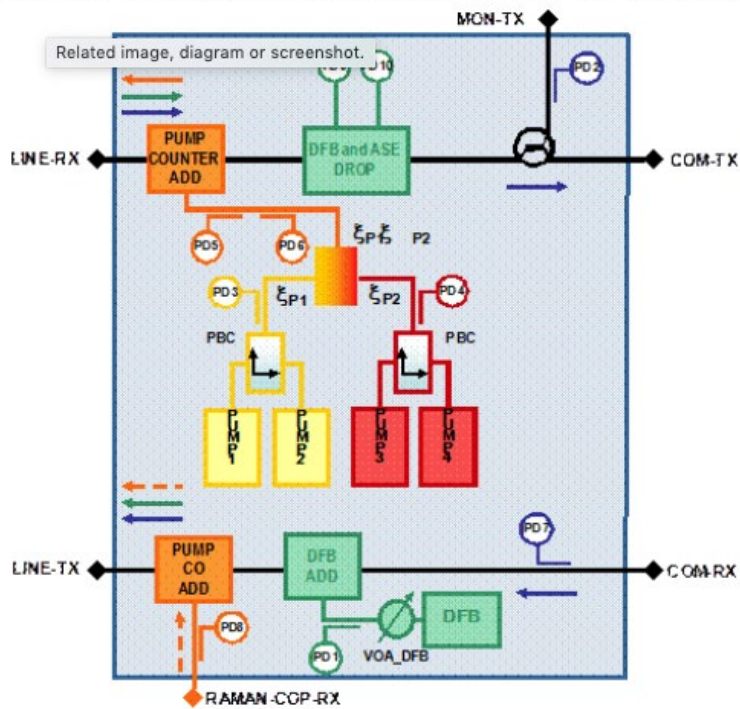 MON-TX
Related image, diagram or screenshot.
PD10
PD2
PUMP
COUNTER
ADD
DFB and ASE
DROP
LINE-RX
COM-TX
PD5
PD6
ξP1ξ P2
PD3
ξP1
ξP2
PD4
PBC
PBC
PUMP1
PUMP2
PUMP3
PUMP4
PD7
LINE-TX
PUMP
CO
ADD
DFB
ADD
COM-RX
PD8
PD1
VOA_DFB
DFB
RAMAN-COP-RX